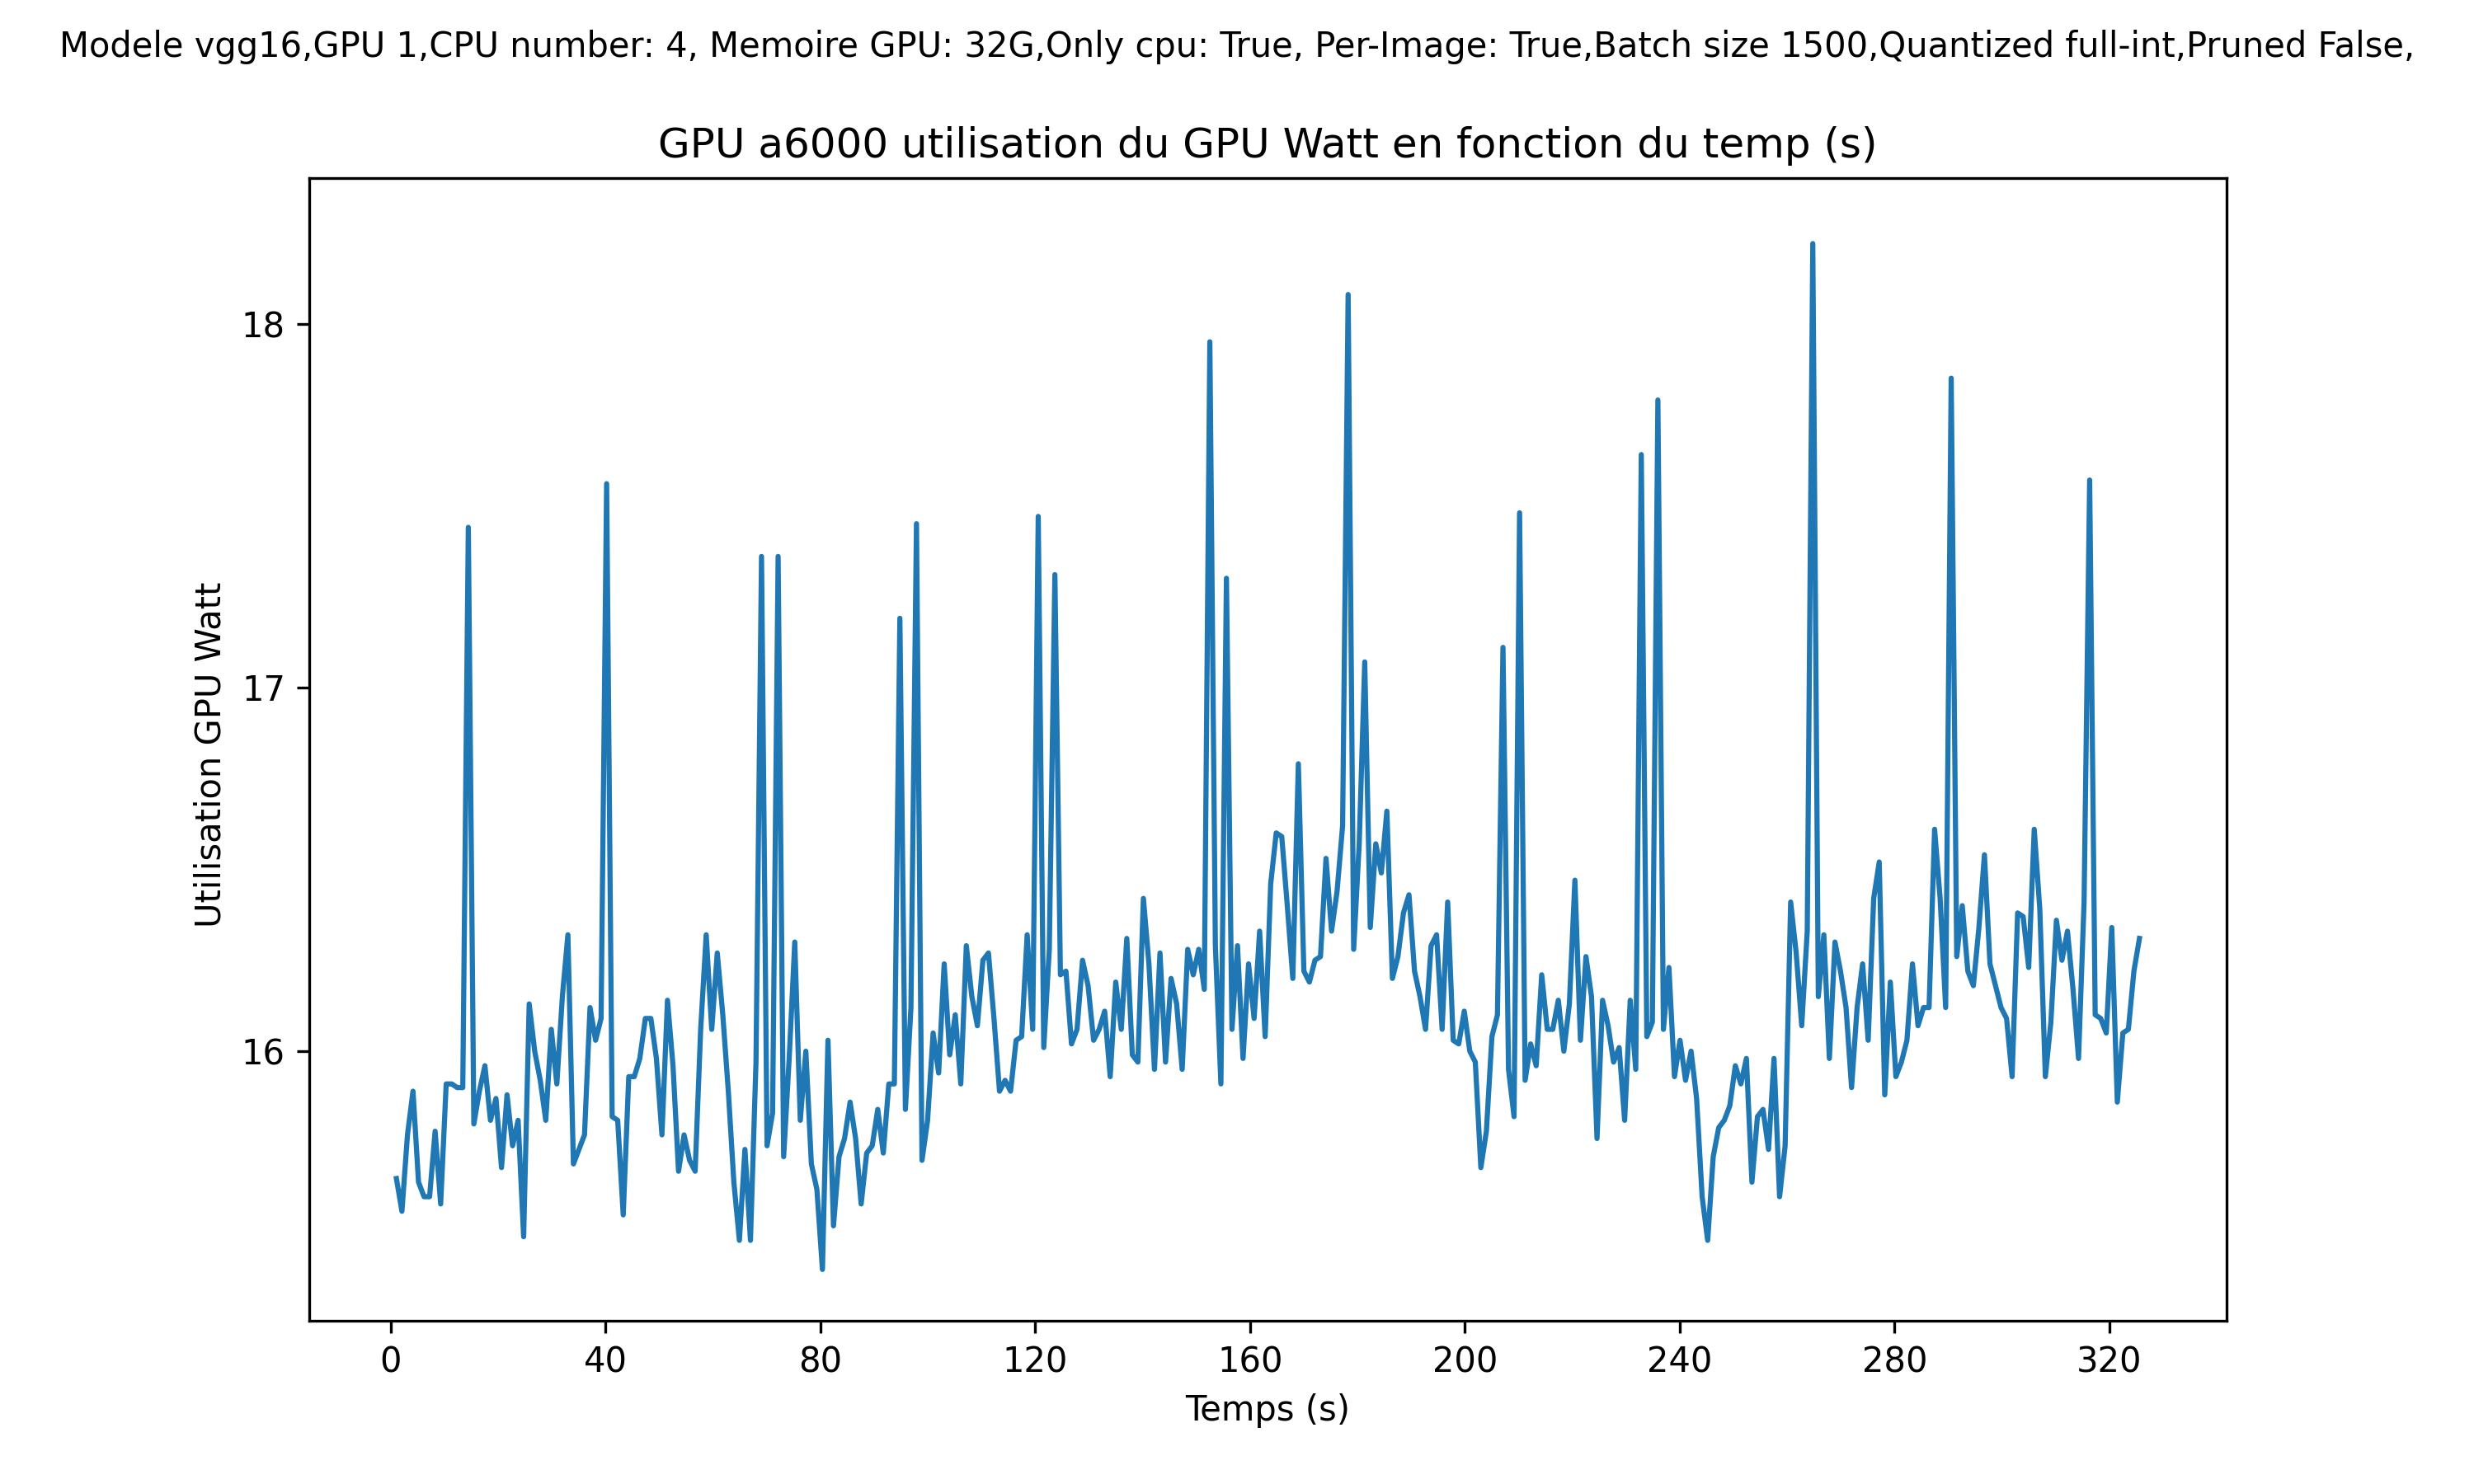 Modele vgg16,GPU 1,CPU number: 4, Memoire GPU: 32G,Only cpu: True, Per-Image: True,Batch size 1500,Quantized full-int,Pruned False,
GPU a6000 utilisation du GPU Watt en fonction du temp (s)
Utilisation GPU Watt
18
17
16
0 40 80 120 160 200 240 280 320
Temps (s)